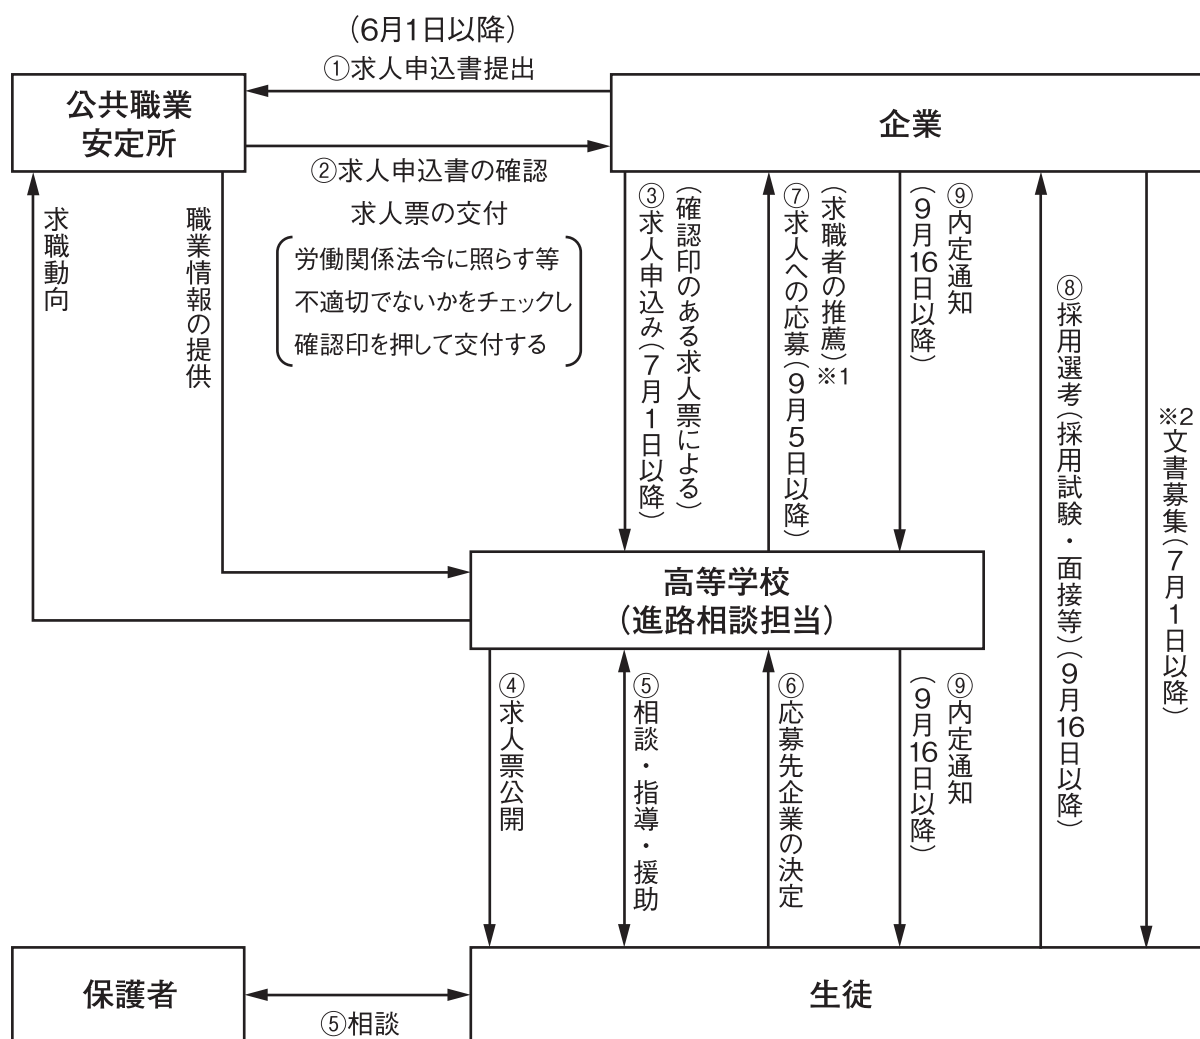 (6月1日以降)
①求人申込書提出
公共職業
安定所
企業
②求人申込書の確認
求人票の交付
労働関係法令に照らす等
不適切でないかをチェックし
確認印を押して交付する
求職動向
職業情報の提供
③求人申込み(7月1日以降)
(確認印のある求人票による)
⑦求人への応募(9月5日以降)
(求職者の推薦)※1
⑨内定通知
(9月16日以降)
⑧採用選考(採用試験・面接等)(9月16日以降)
※2文書募集(7月1日以降)
高等学校
(進路相談担当)
④求人票公開
⑤相談・指導・援助
⑥応募先企業の決定
⑨内定通知
(9月16日以降)
保護者
⑤相談
生徒